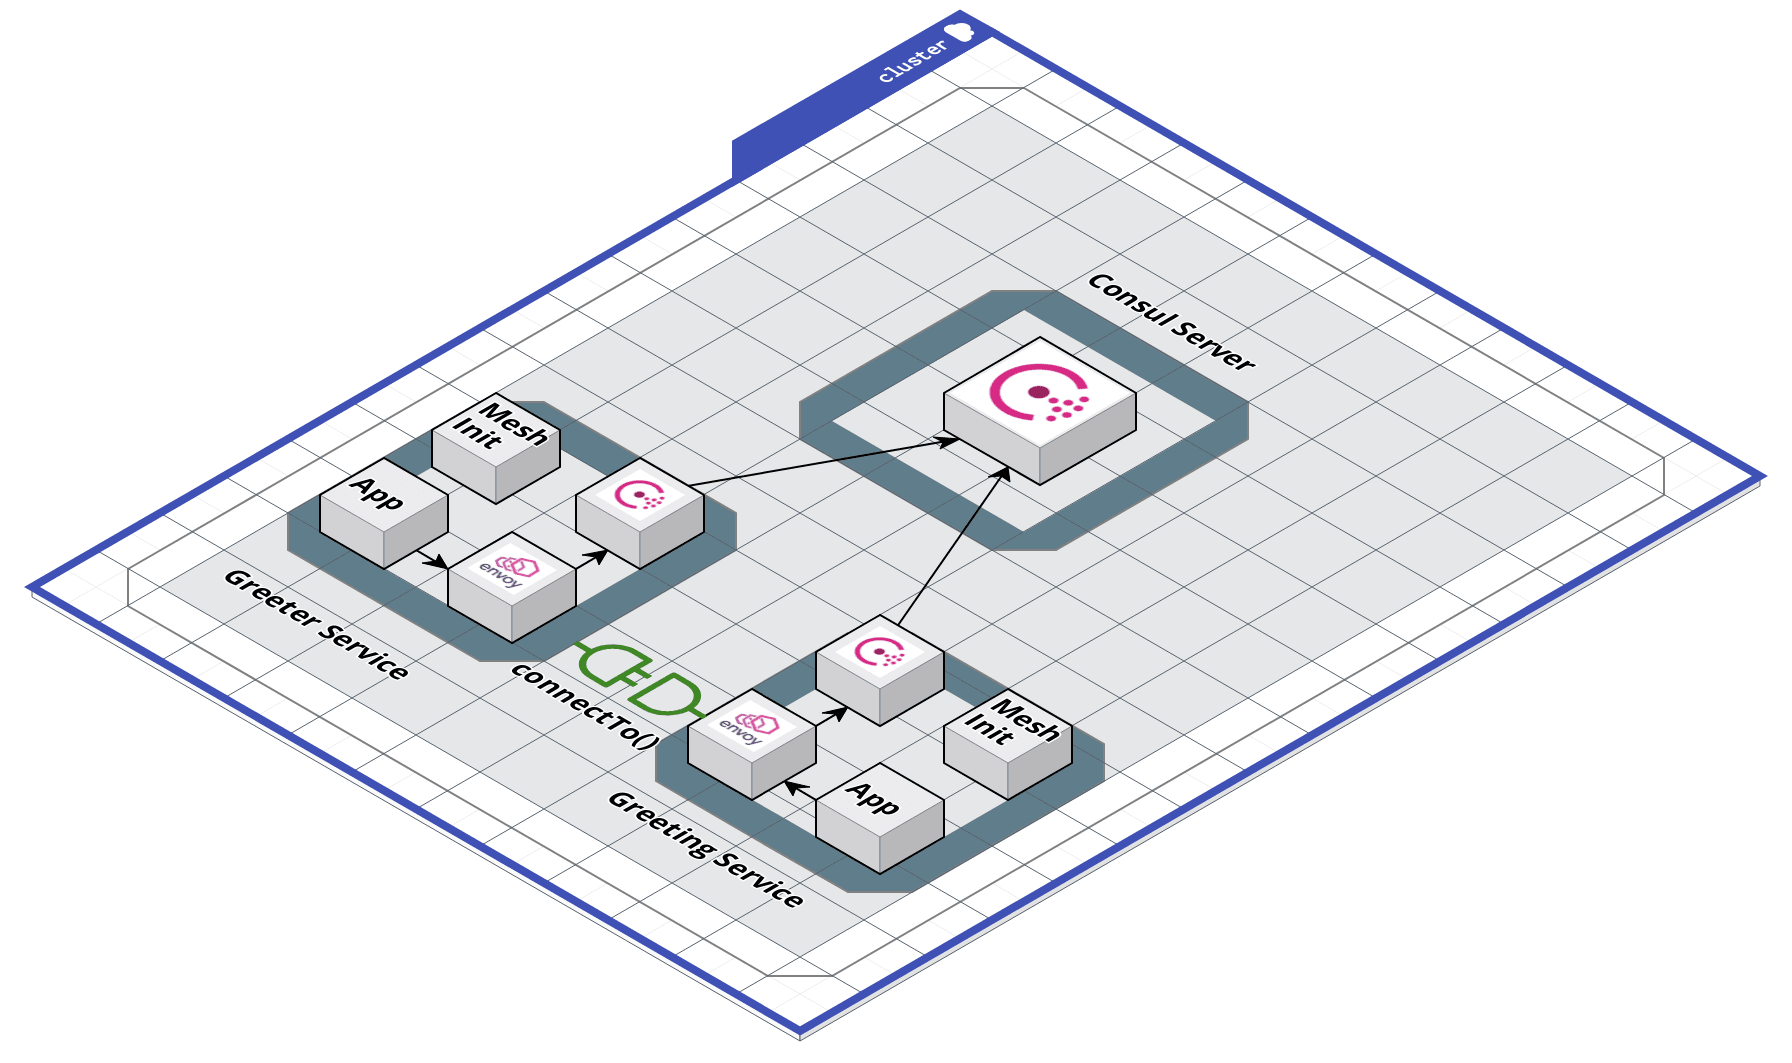 cluster
Consul Server
Mesh
Init
App
envoy
Greeter Service
connectTo()
envoy
Mesh
Init
App
Greeting Service